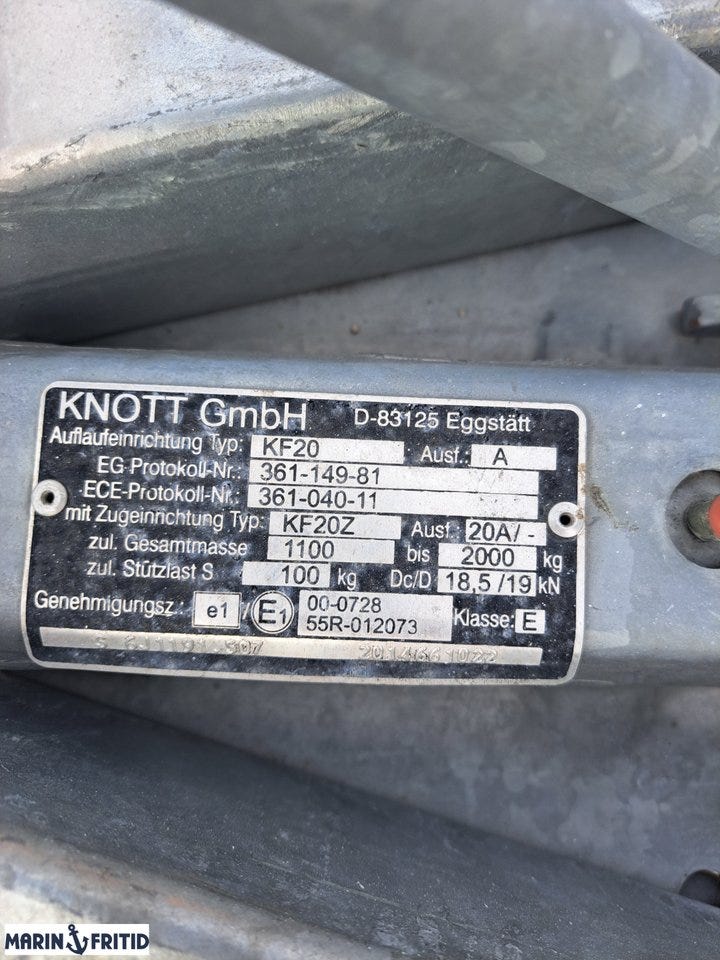 KNOTT GmbH D-83125 Eggstätt
Auflaufeinrichtung Typ: KF20 Ausf.: A
EG-Protokoll-Nr.: 361-149-81
ECE-Protokoll-Nr.: 361-040-11
mit Zugeinrichtung Typ: KF20Z Ausf.: 20A/-
zul. Gesamtmasse 1100 bis 2000 kg
zul. Stützlast S 100 kg Dc/D 18,5/19 kN
Genehmigungsz.: e1 / E1 00-0728 Klasse: E
55R-012073
MARIN FRITID